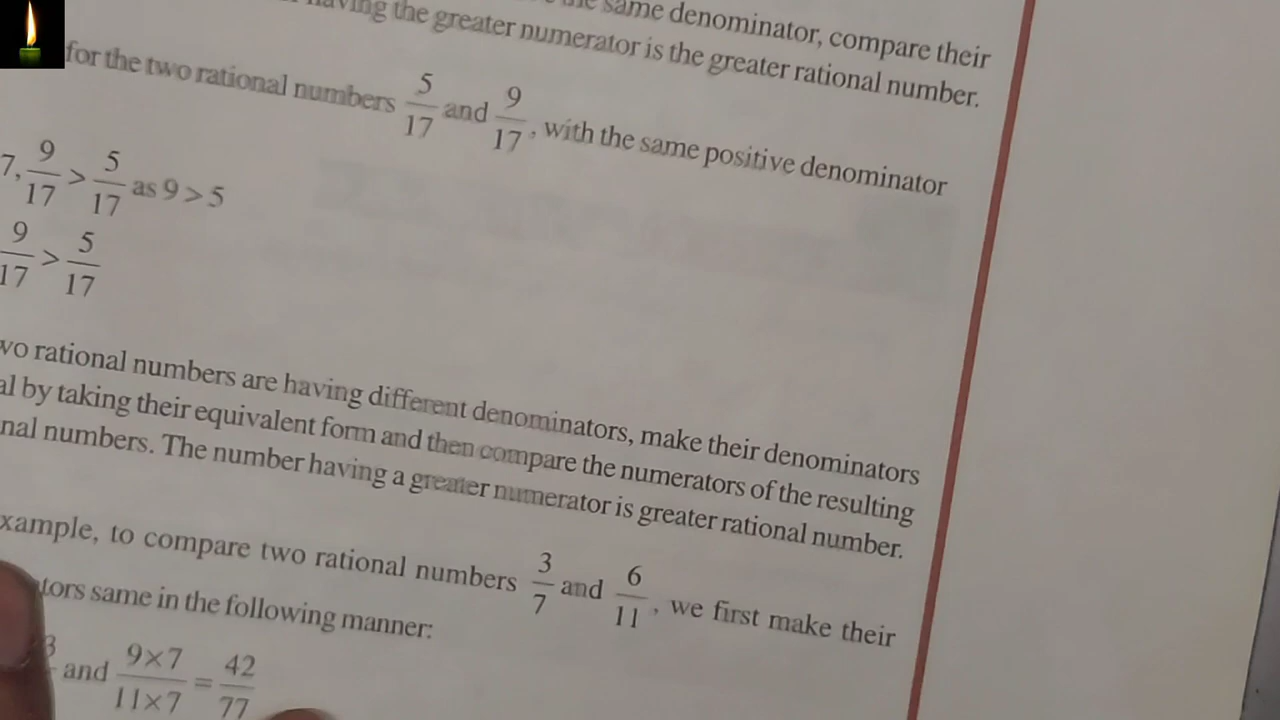 the same denominator, compare their
having the greater numerator is the greater rational number.
for the two rational numbers 5/17 and 9/17, with the same positive denominator
7, 9/17 > 5/17 as 9 > 5
9/17 > 5/17
wo rational numbers are having different denominators, make their denominators
al by taking their equivalent form and then compare the numerators of the resulting
nal numbers. The number having a greater numerator is greater rational number.
xample, to compare two rational numbers 3/7 and 6/11, we first make their
tors same in the following manner:
3 and 9×7/11×7 = 42/77